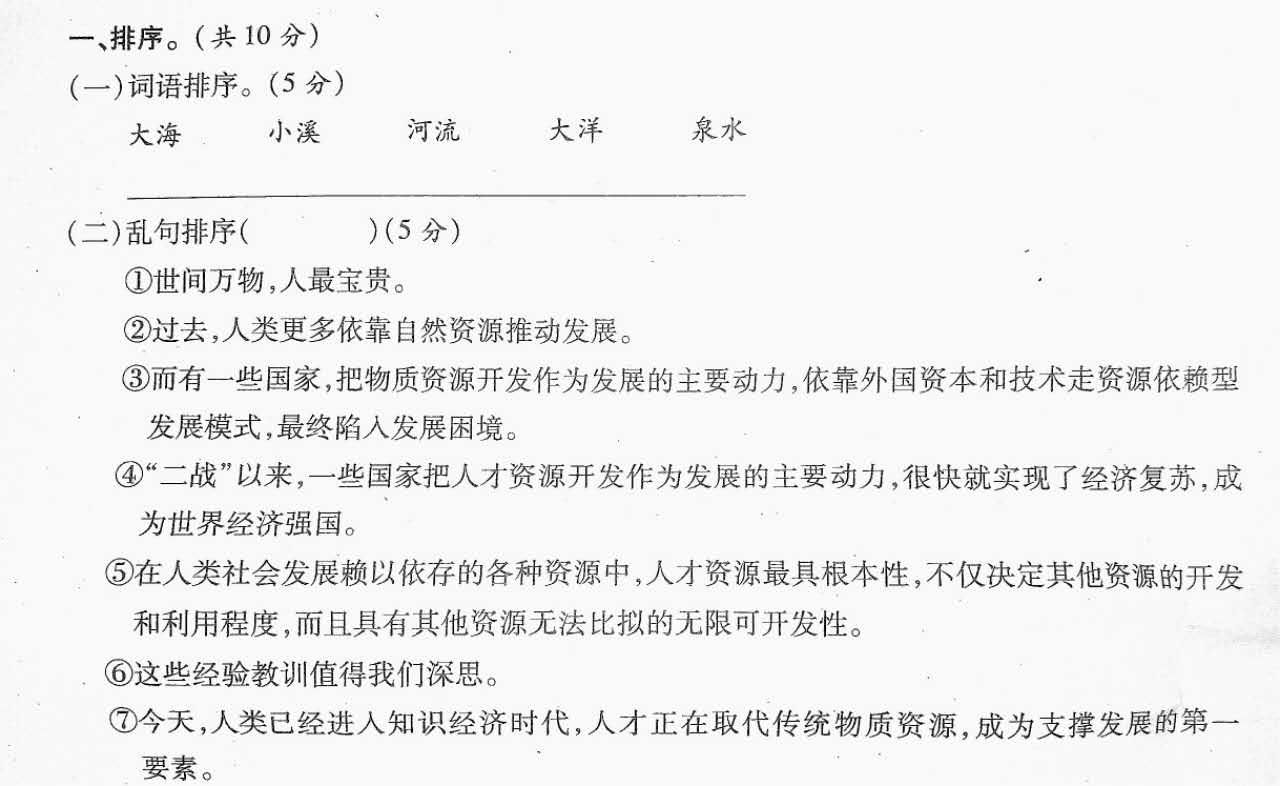 一、排序。(共 10 分)
(一)词语排序。(5 分)
大海 小溪 河流 大洋 泉水
(二)乱句排序( )(5 分)
①世间万物,人最宝贵。
②过去,人类更多依靠自然资源推动发展。
③而有一些国家,把物质资源开发作为发展的主要动力,依靠外国资本和技术走资源依赖型
发展模式,最终陷入发展困境。
④“二战”以来,一些国家把人才资源开发作为发展的主要动力,很快就实现了经济复苏,成
为世界经济强国。
⑤在人类社会发展赖以依存的各种资源中,人才资源最具根本性,不仅决定其他资源的开发
和利用程度,而且具有其他资源无法比拟的无限可开发性。
⑥这些经验教训值得我们深思。
⑦今天,人类已经进入知识经济时代,人才正在取代传统物质资源,成为支撑发展的第一
要素。